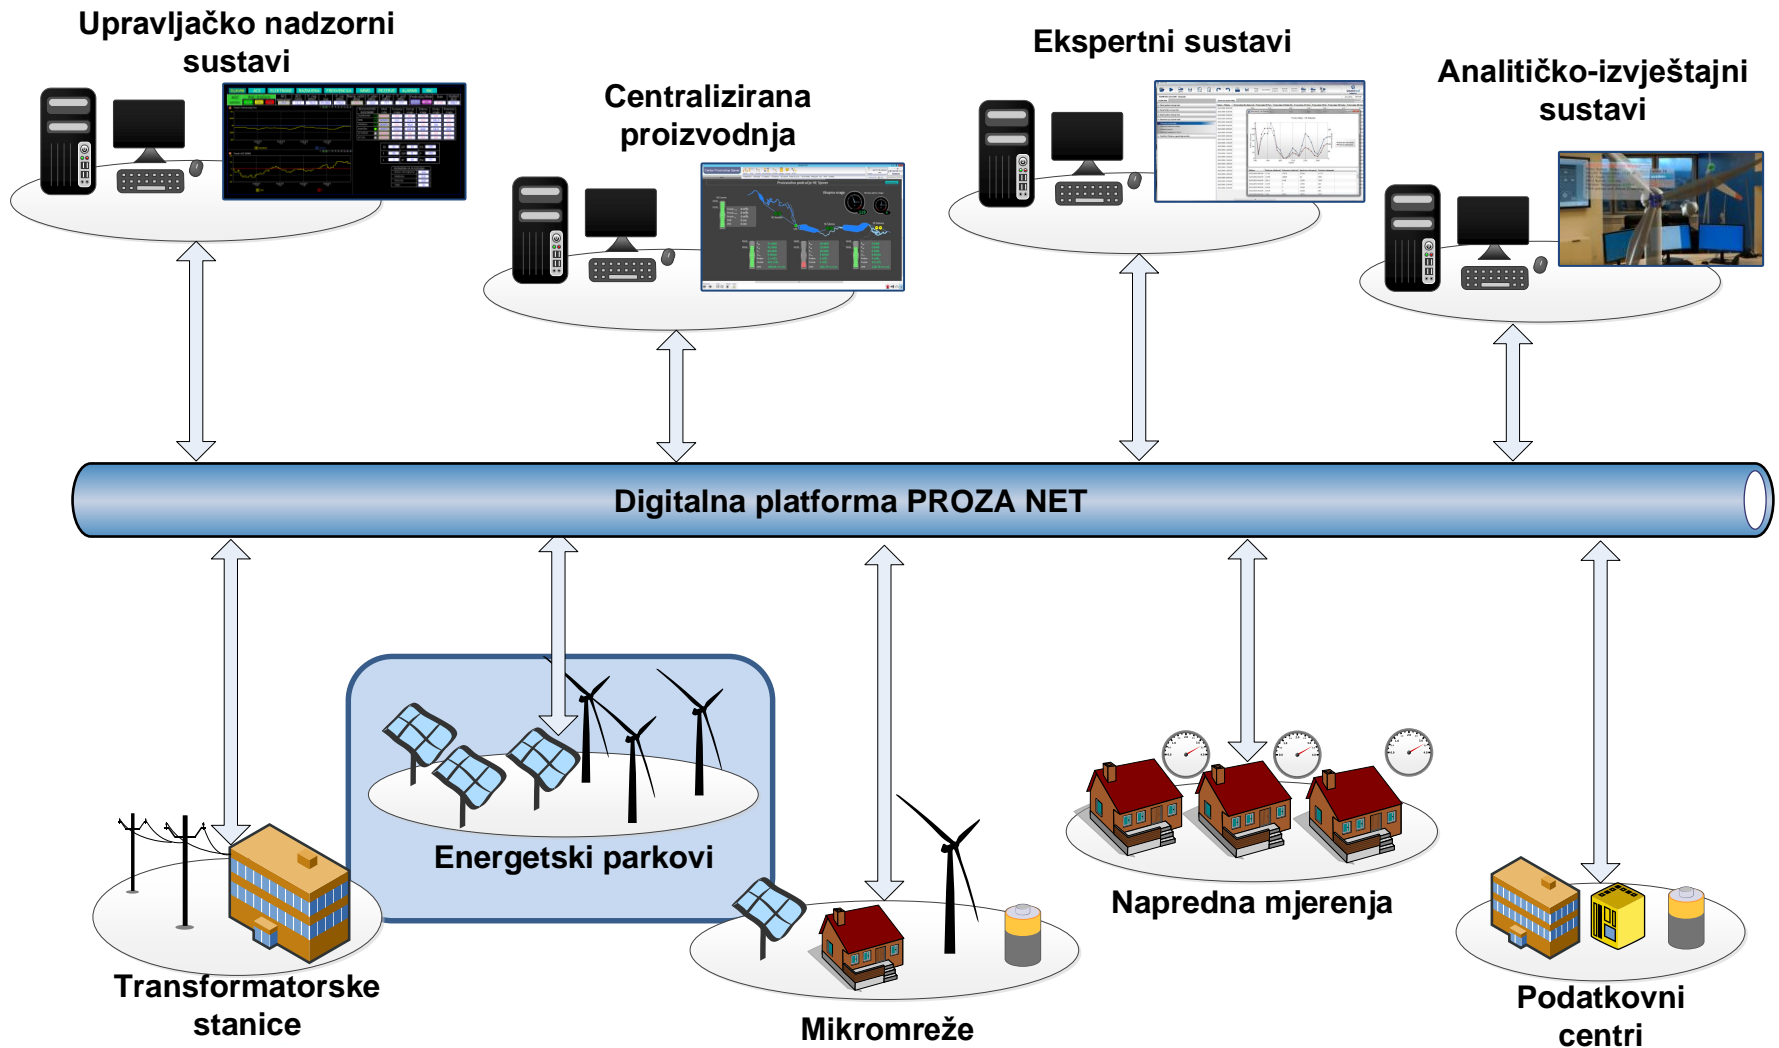 Upravljačko nadzorni
sustavi
Centralizirana
proizvodnja
Ekspertni sustavi
Analitičko-izvještajni
sustavi
Digitalna platforma PROZA NET
Energetski parkovi
Transformatorske
stanice
Mikromreže
Napredna mjerenja
Podatkovni
centri